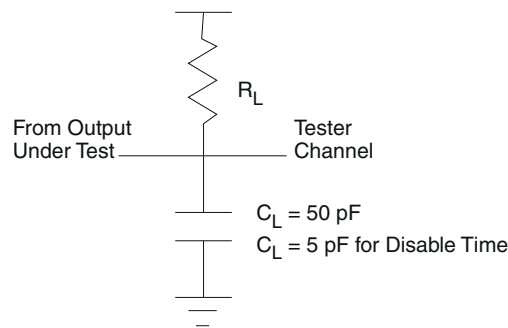 R_L
From Output
Under Test
Tester
Channel
C_L = 50 pF
C_L = 5 pF for Disable Time